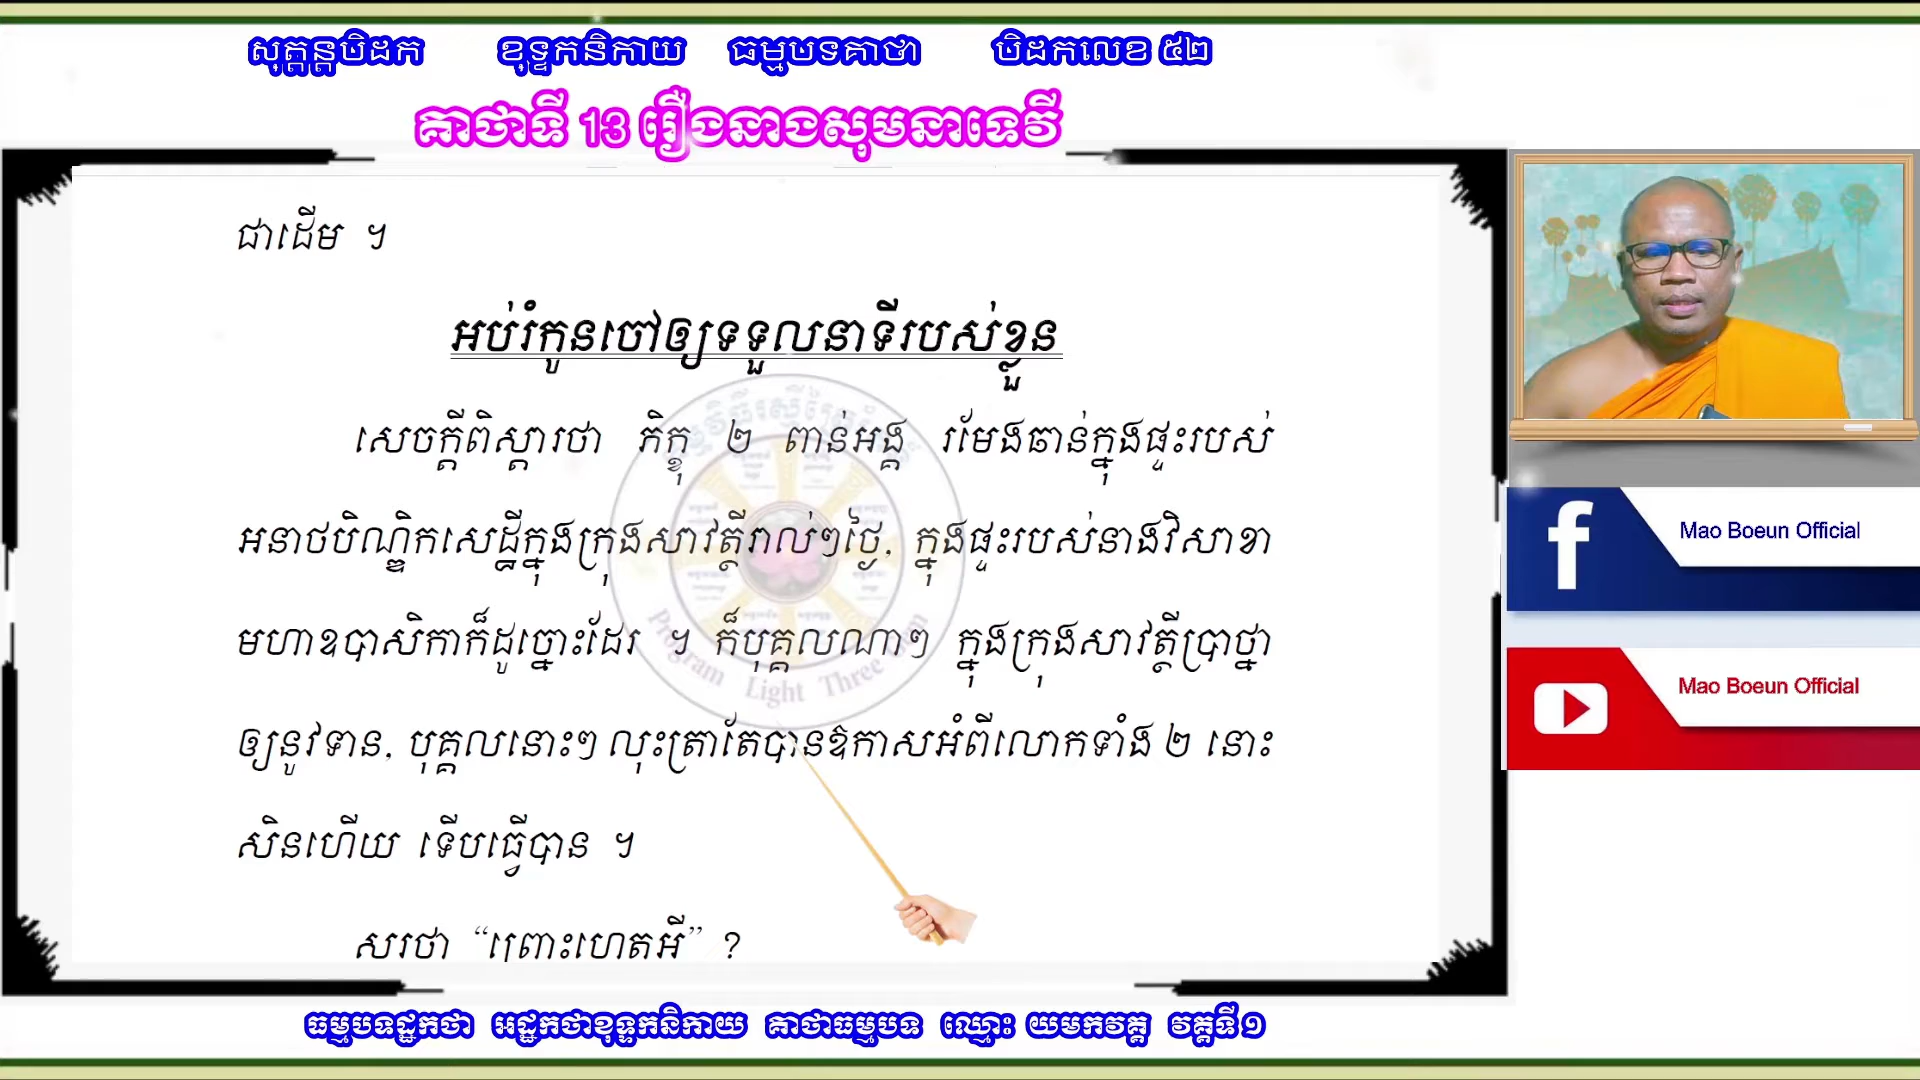 សុត្តន្តបិដក ខុទ្ទកនិកាយ ធម្មបទគាថា បិដកលេខ ៥២
គាថាទី 13 រឿងនាងសុមនាទេវី
ជាដើម ។
អប់រំកូនចៅឲ្យទទួលនាទីរបស់ខ្លួន
សេចក្ដីពិស្ដារថា ភិក្ខុ ២ ពាន់អង្គ រមែងឆាន់ក្នុងផ្ទះរបស់
អនាថបិណ្ឌិកសេដ្ឋីក្នុងក្រុងសាវត្ថីរាល់ៗថ្ងៃ, ក្នុងផ្ទះរបស់នាងវិសាខា
មហាឧបាសិកាក៏ដូច្នោះដែរ ។ ក៏បុគ្គលណាៗ ក្នុងក្រុងសាវត្ថីប្រាថ្នា
ឲ្យនូវទាន, បុគ្គលនោះៗ លុះត្រាតែបានឱកាសអំពីលោកទាំង ២ នោះ
សិនហើយ ទើបធ្វើបាន ។
សរថា “ព្រោះហេតុអី” ?
Program Light Three Gem
Mao Boeun Official
Mao Boeun Official
ធម្មបទដ្ឋកថា អដ្ឋកថាខុទ្ទកនិកាយ គាថាធម្មបទ ឈ្មោះ យមកវគ្គ វគ្គទី ១